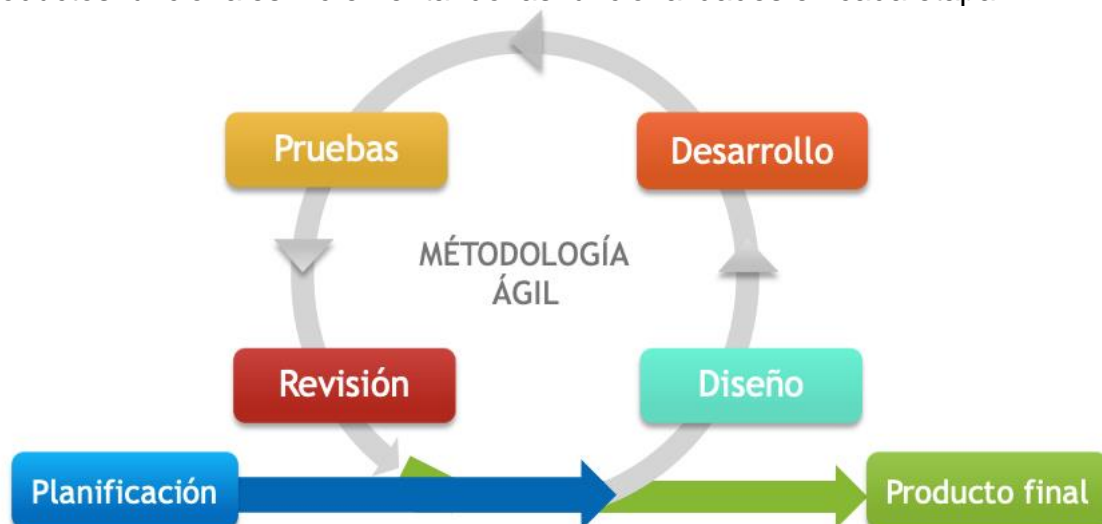 Pruebas
Desarrollo
MÉTODOLOGÍA
ÁGIL
Revisión
Diseño
Planificación
Producto final